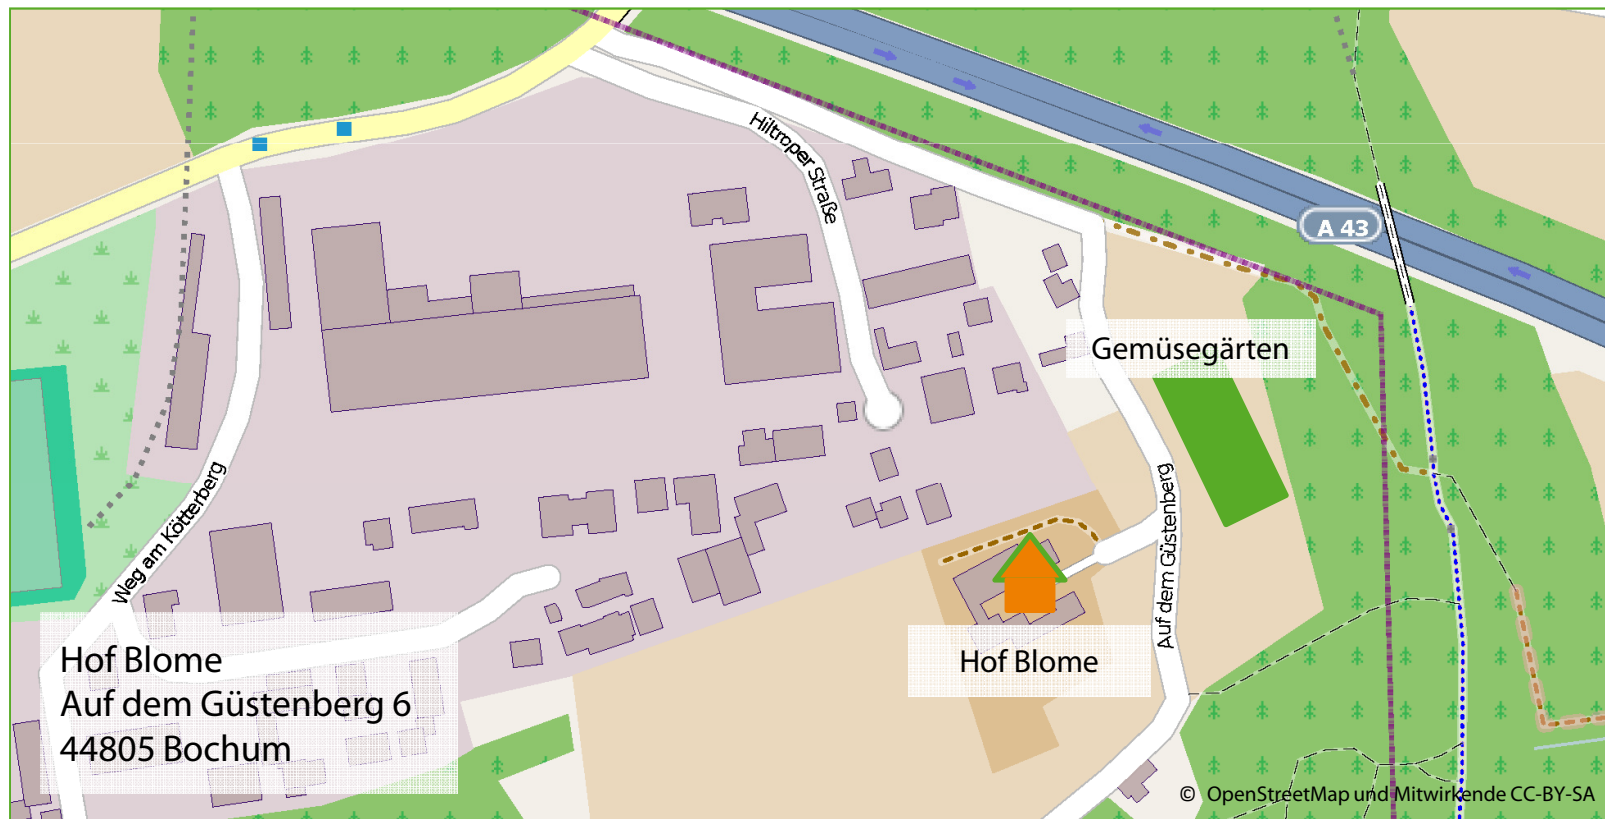 Hiltroper Straße
A 43
Gemüsegärten
Weg am Kötterberg
Auf dem Güstenberg
Hof Blome
Hof Blome
Auf dem Güstenberg 6
44805 Bochum
© OpenStreetMap und Mitwirkende CC-BY-SA